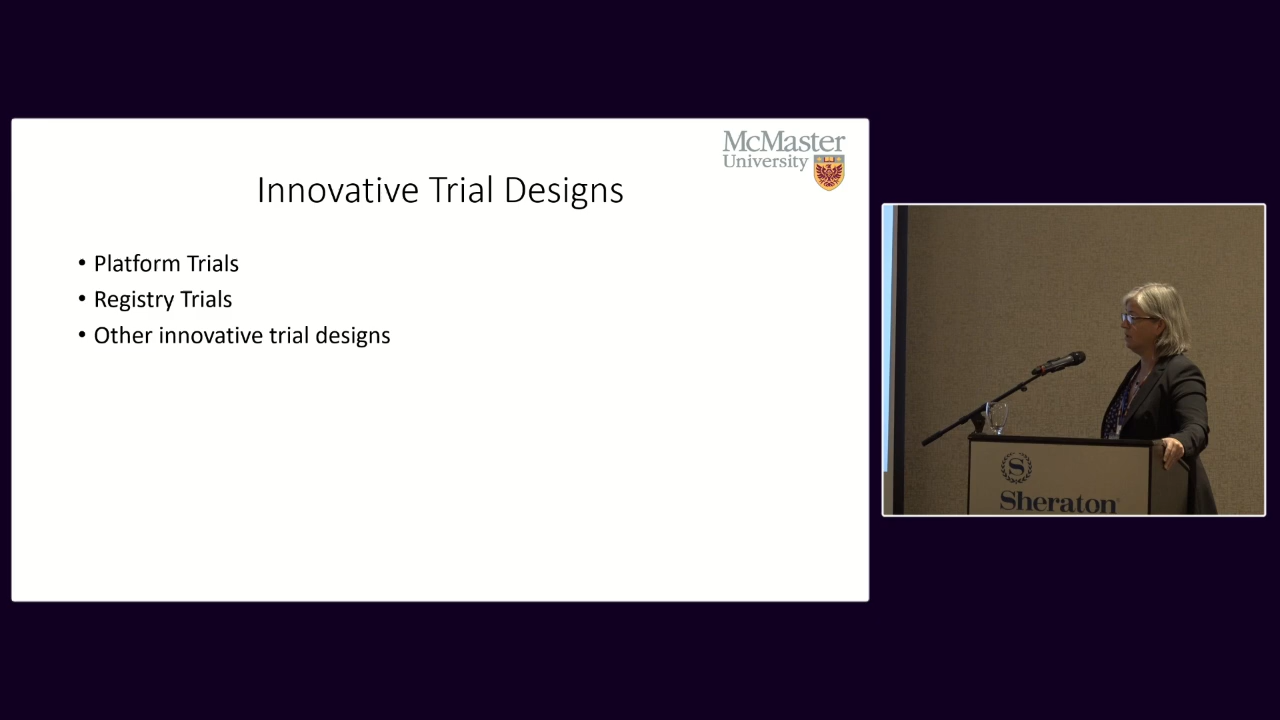 McMaster
University
Innovative Trial Designs
• Platform Trials
• Registry Trials
• Other innovative trial designs
S
Sheraton